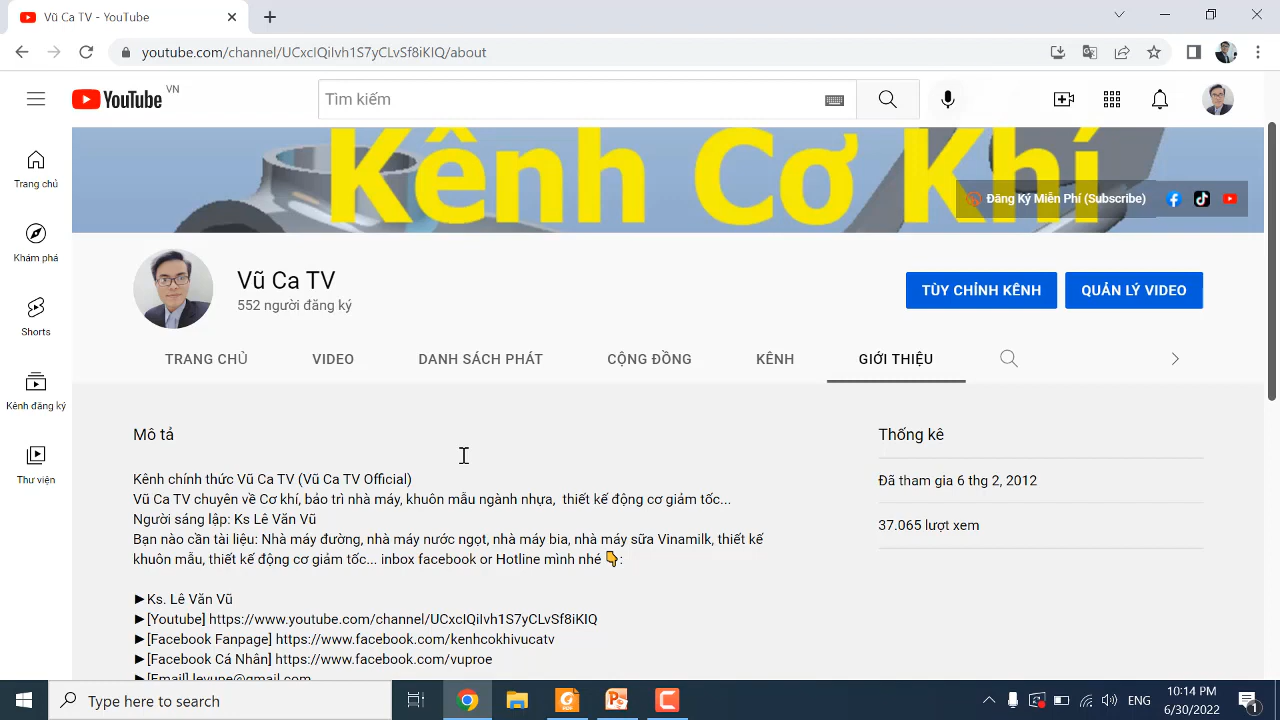 Vũ Ca TV - YouTube
youtube.com/channel/UCxcIQiIvh1S7yCLvSf8iKIQ/about
YouTube VN
Tìm kiếm
Kênh Cơ Khí
Đăng Ký Miễn Phí (Subscribe)
Trang chủ
Khám phá
Shorts
Kênh đăng ký
Thư viện
Vũ Ca TV
552 người đăng ký
TÙY CHỈNH KÊNH
QUẢN LÝ VIDEO
TRANG CHỦ VIDEO DANH SÁCH PHÁT CỘNG ĐỒNG KÊNH GIỚI THIỆU
Mô tả
Kênh chính thức Vũ Ca TV (Vũ Ca TV Official)
Vũ Ca TV chuyên về Cơ khí, bảo trì nhà máy, khuôn mẫu ngành nhựa, thiết kế động cơ giảm tốc...
Người sáng lập: Ks Lê Văn Vũ
Bạn nào cần tài liệu: Nhà máy đường, nhà máy nước ngọt, nhà máy bia, nhà máy sữa Vinamilk, thiết kế
khuôn mẫu, thiết kế động cơ giảm tốc... inbox facebook or Hotline mình nhé 👇:
►Ks. Lê Văn Vũ
►[Youtube] https://www.youtube.com/channel/UCxcIQiIvh1S7yCLvSf8iKIQ
►[Facebook Fanpage] https://www.facebook.com/kenhcokhivucatv
►[Facebook Cá Nhân] https://www.facebook.com/vuproe
►[Email] levupe@gmail.com
Thống kê
Đã tham gia 6 thg 2, 2012
37.065 lượt xem
Type here to search
ENG
10:14 PM
6/30/2022
1